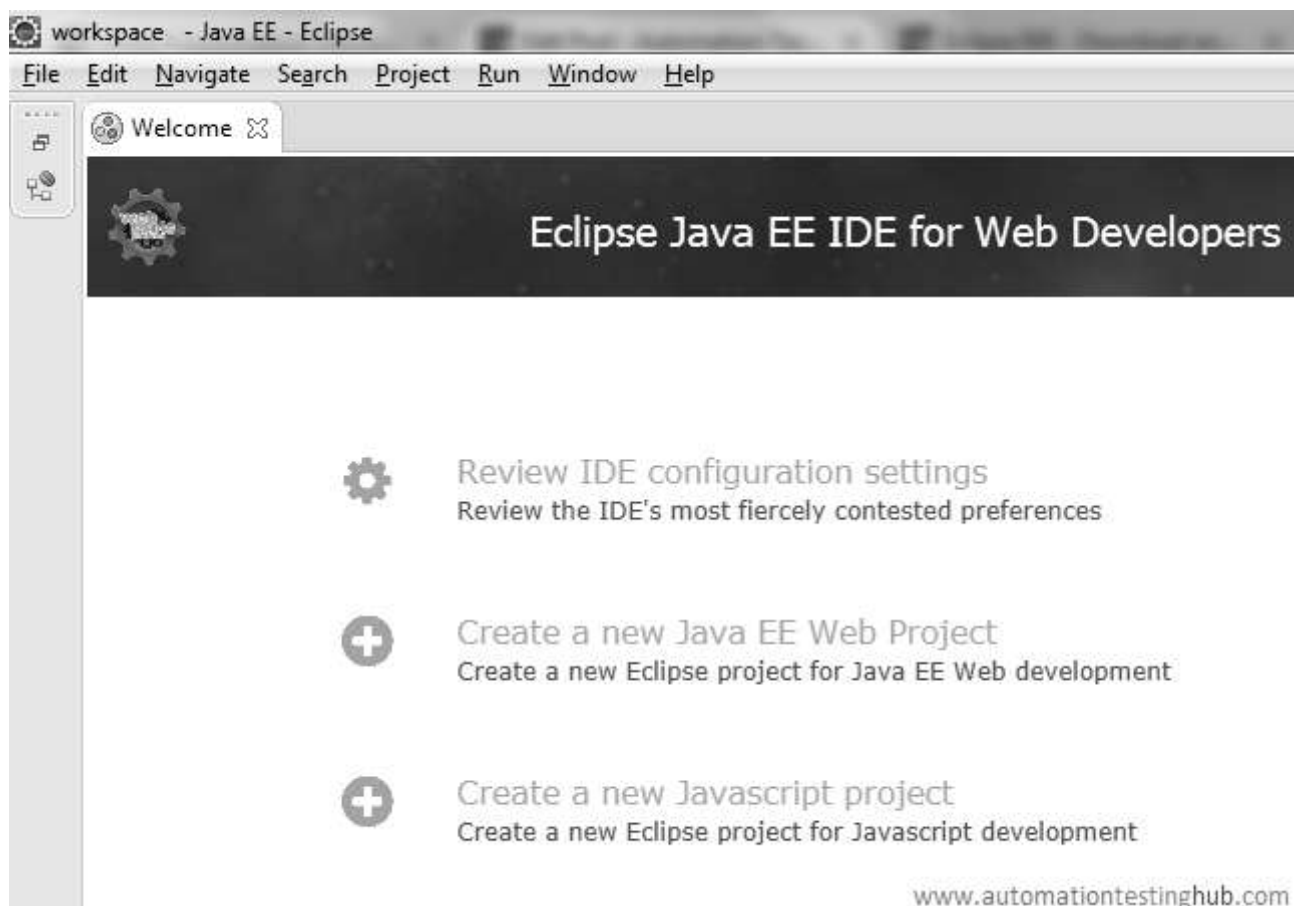 workspace - Java EE - Eclipse
File Edit Navigate Search Project Run Window Help
Welcome
Eclipse Java EE IDE for Web Developers
Review IDE configuration settings
Review the IDE's most fiercely contested preferences
Create a new Java EE Web Project
Create a new Eclipse project for Java EE Web development
Create a new Javascript project
Create a new Eclipse project for Javascript development
www.automationtestinghub.com